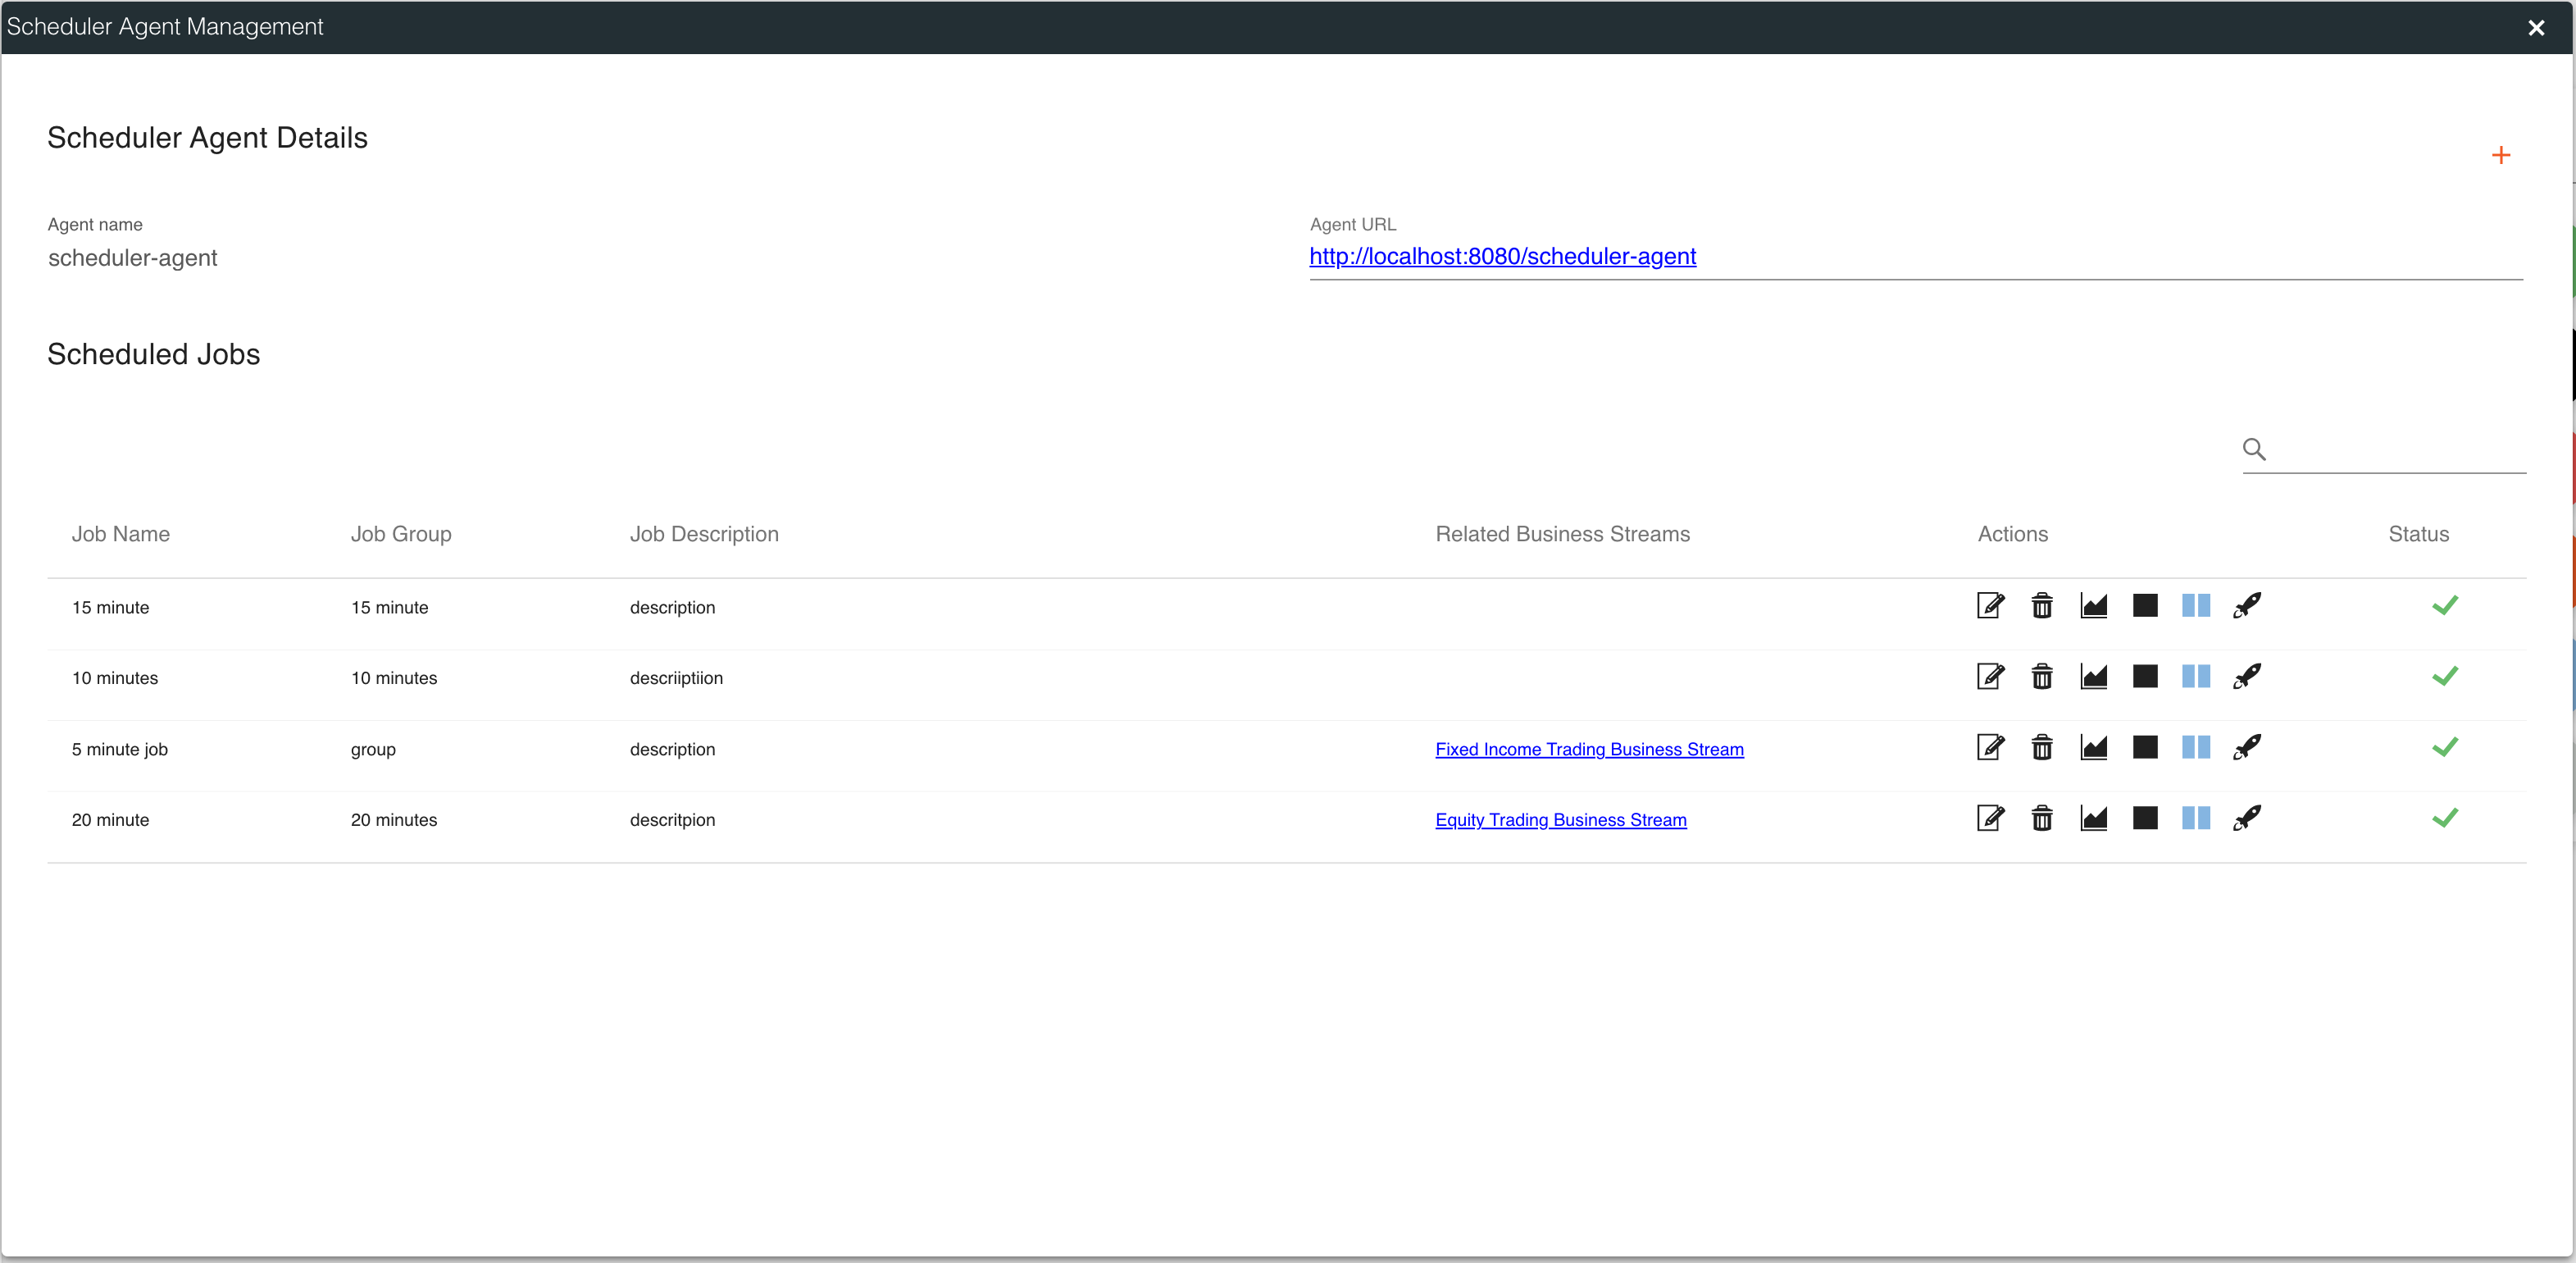 Scheduler Agent Management
Scheduler Agent Details
Agent name Agent URL
scheduler-agent http://localhost:8080/scheduler-agent
Scheduled Jobs
Job Name Job Group Job Description Related Business Streams Actions Status
15 minute 15 minute description
10 minutes 10 minutes descriiptiion
5 minute job group description Fixed Income Trading Business Stream
20 minute 20 minutes descritpion Equity Trading Business Stream